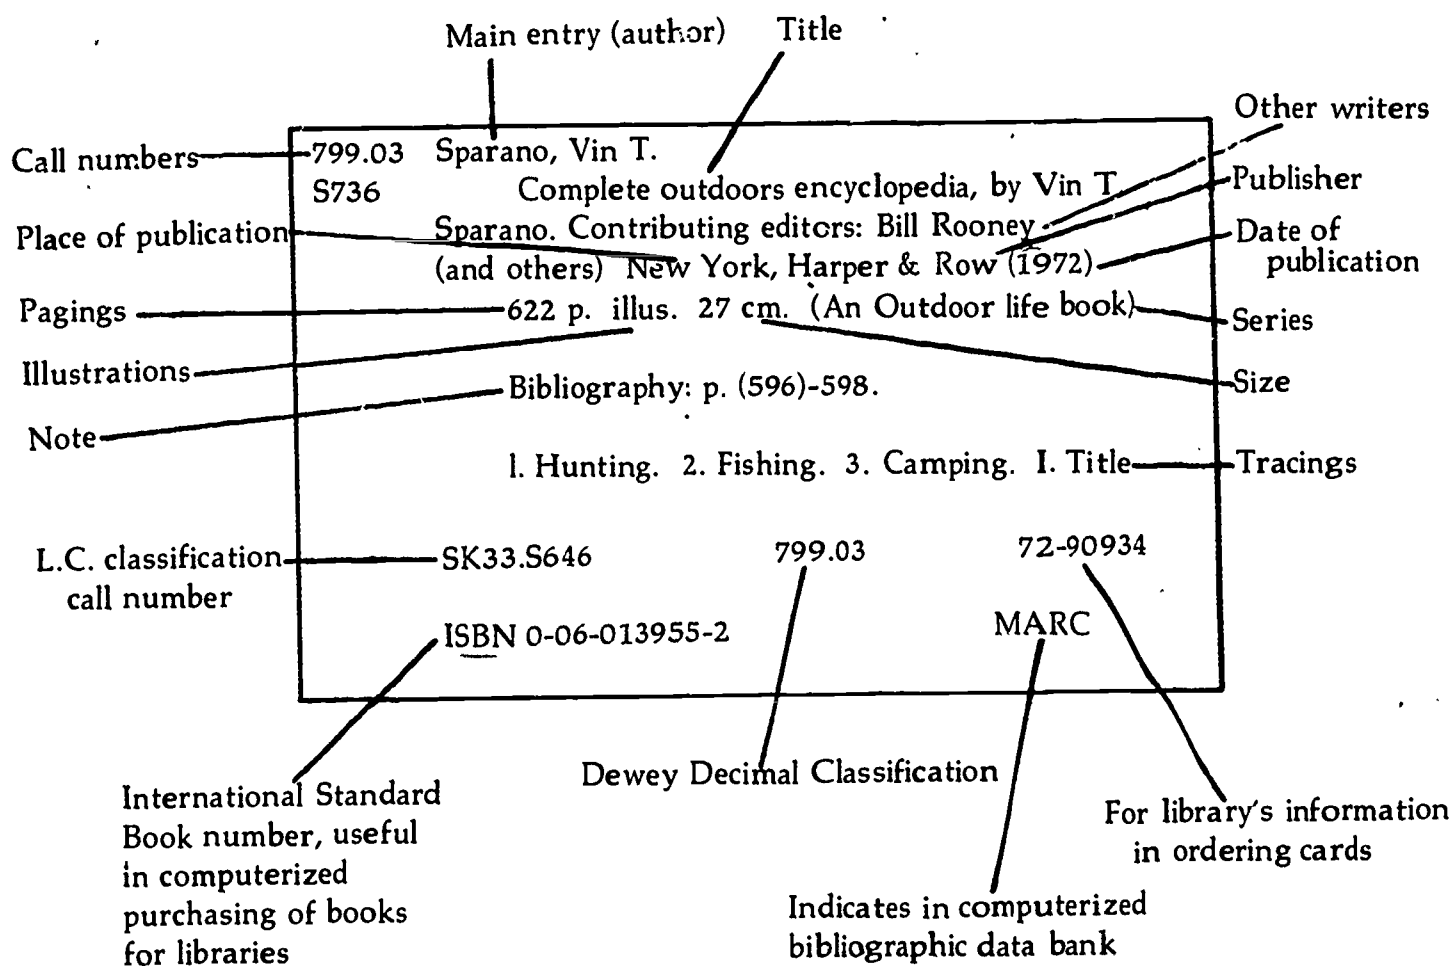 Main entry (author) Title
Other writers
Call numbers 799.03 Sparano, Vin T.
S736 Complete outdoors encyclopedia, by Vin T Publisher
Place of publication Sparano. Contributing editors: Bill Rooney Date of
(and others) New York, Harper & Row (1972) publication
Pagings 622 p. illus. 27 cm. (An Outdoor life book) Series
Illustrations Bibliography: p. (596)-598. Size
Note
1. Hunting. 2. Fishing. 3. Camping. I. Title Tracings
L.C. classification SK33.S646 799.03 72-90934
call number
ISBN 0-06-013955-2 MARC
Dewey Decimal Classification
International Standard
Book number, useful
in computerized
purchasing of books
for libraries
For library's information
in ordering cards
Indicates in computerized
bibliographic data bank